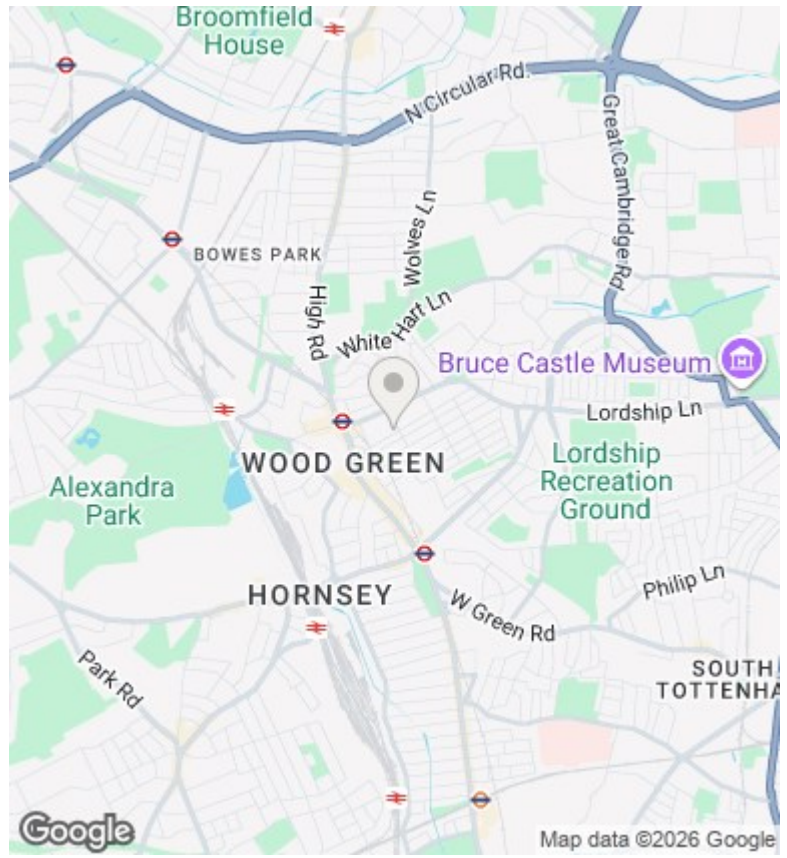 Broomfield
House
N Circular Rd.
Great Cambridge Rd
Wolves Ln
BOWES PARK
High Rd
White Hart Ln
Bruce Castle Museum
Lordship Ln
WOOD GREEN
Lordship
Recreation
Ground
Alexandra
Park
HORNSEY
Philip Ln
W Green Rd
Park Rd
SOUTH
TOTTENHA
Google
Map data ©2026 Google